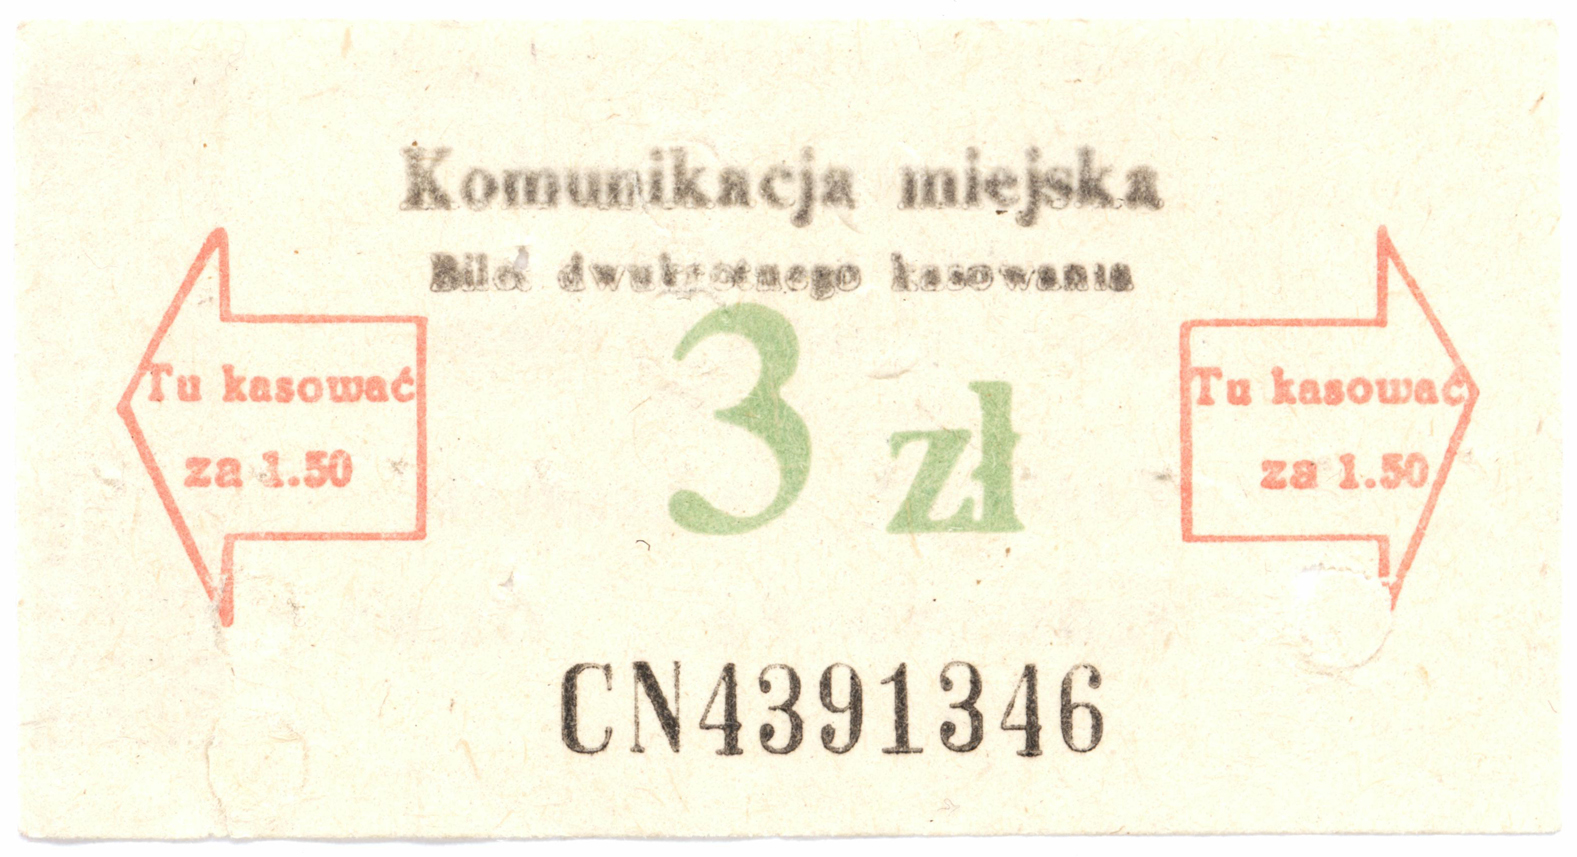 Komunikacja miejska
Bilet dwukrotnego kasowania
3 zł
Tu kasować
za 1.50
Tu kasować
za 1.50
CN4391346